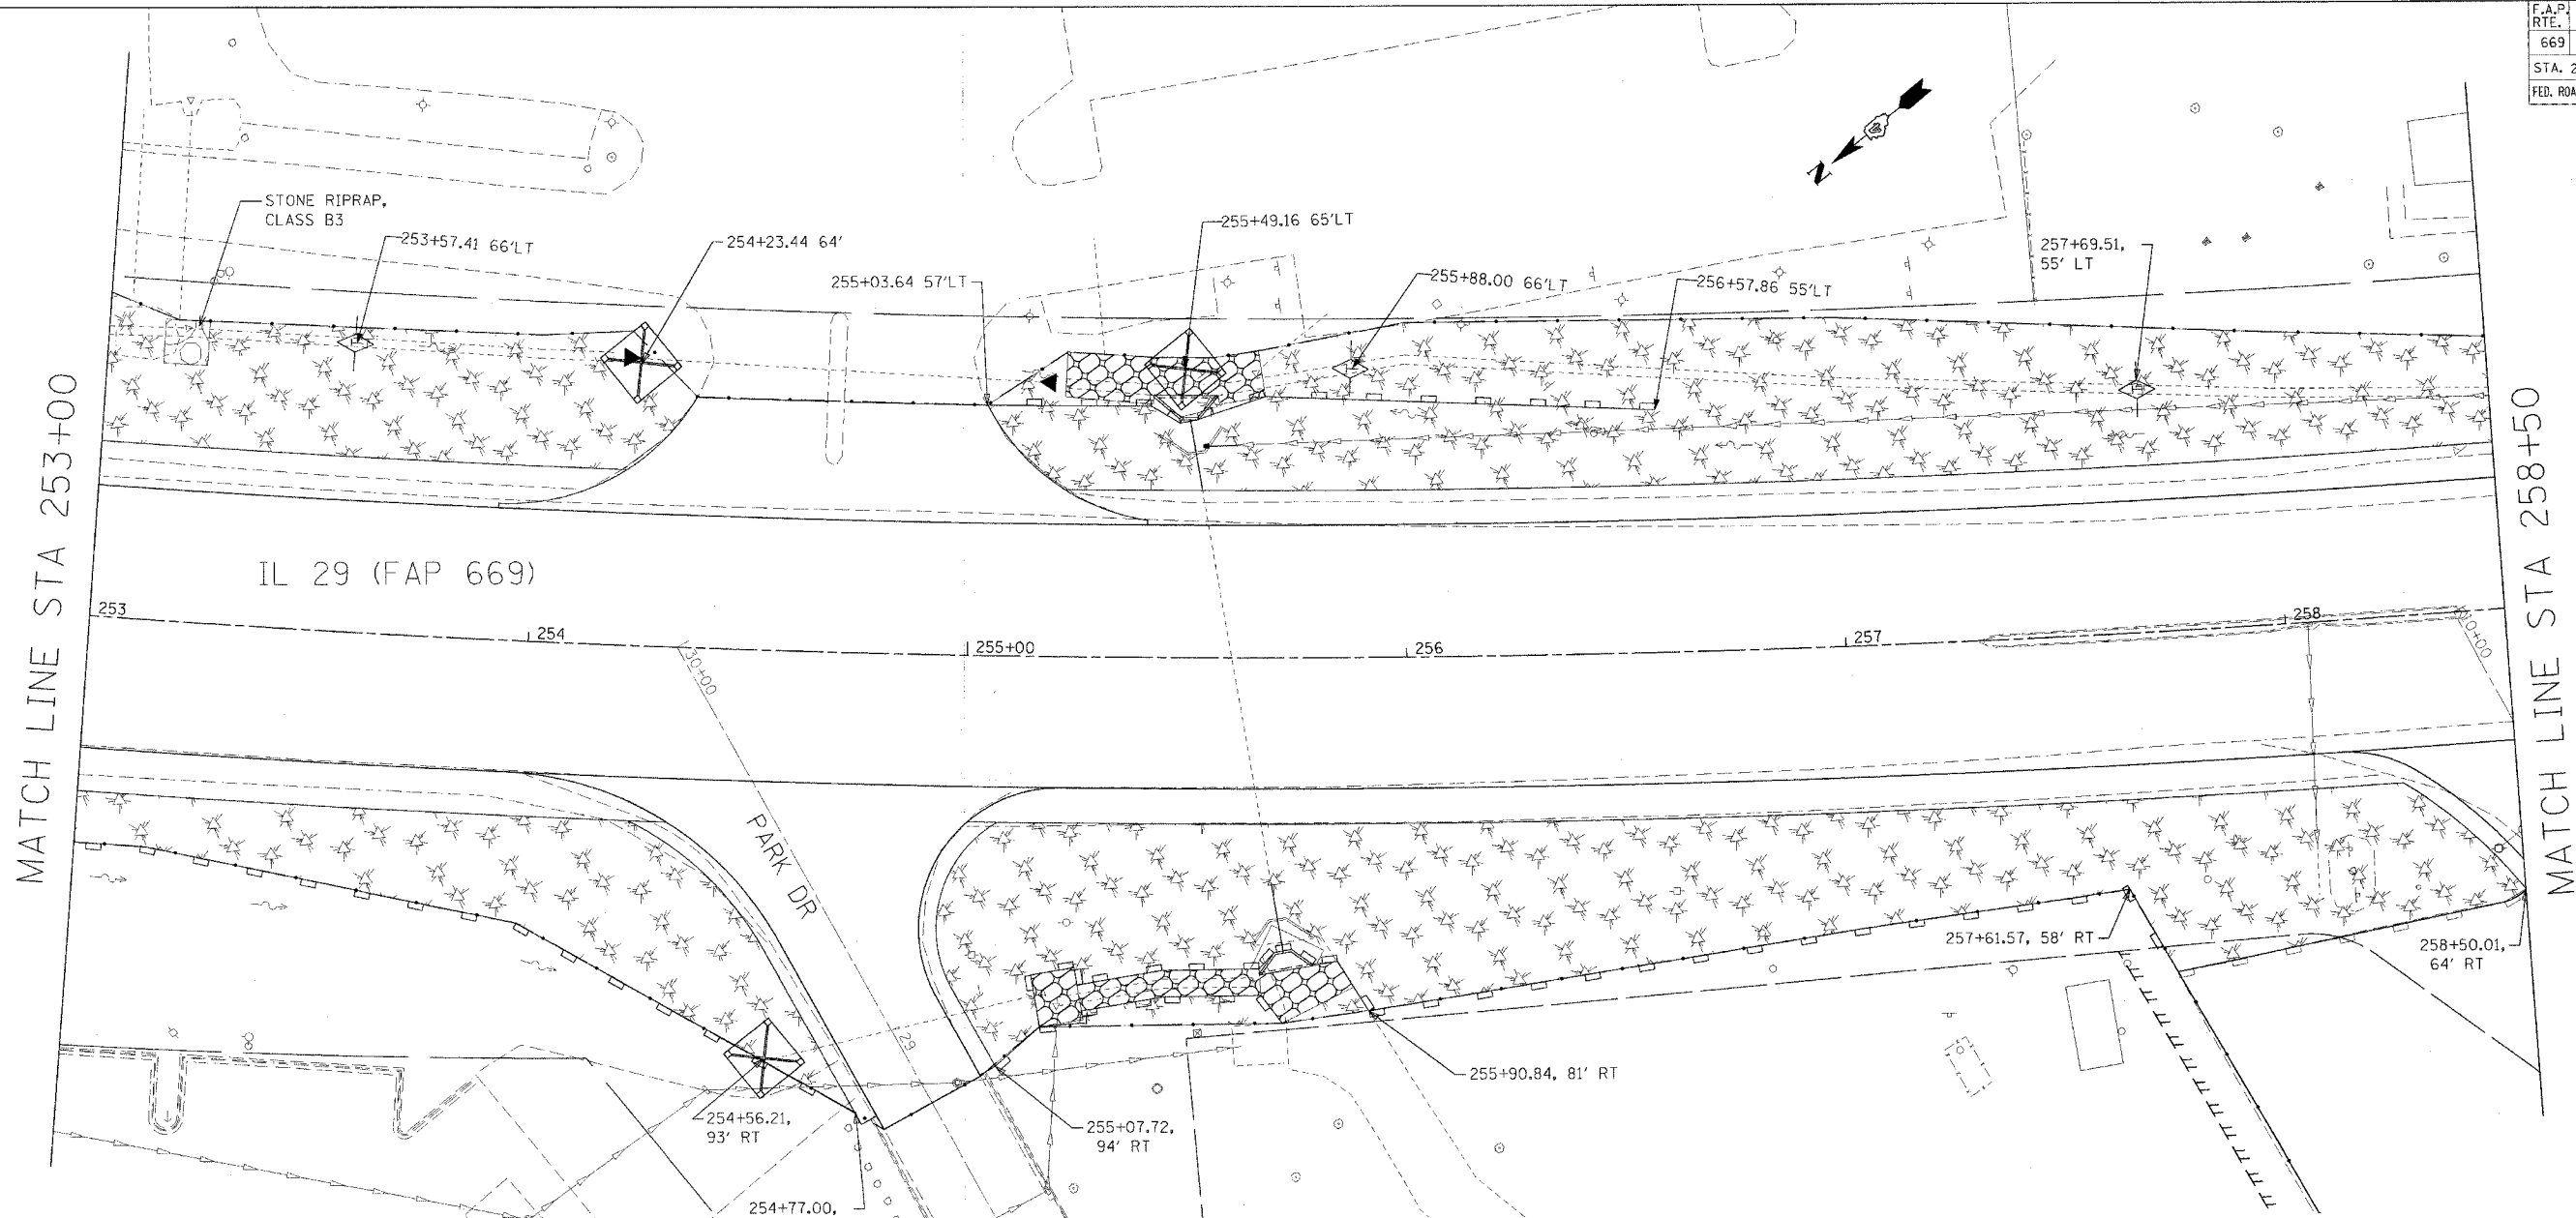 F.A.P.
RTE.
669
STA. 2
FED. ROA
N
STONE RIPRAP,
CLASS B3
253+57.41 66'LT
254+23.44 64'
255+03.64 57'LT
255+49.16 65'LT
255+88.00 66'LT
256+57.86 55'LT
257+69.51,
55' LT
MATCH LINE STA 253+00
MATCH LINE STA 258+50
IL 29 (FAP 669)
253
254
255+00
256
257
258
30+00
10+00
PARK DR
29
257+61.57, 58' RT
258+50.01,
64' RT
255+90.84, 81' RT
254+56.21,
93' RT
255+07.72,
94' RT
254+77.00,